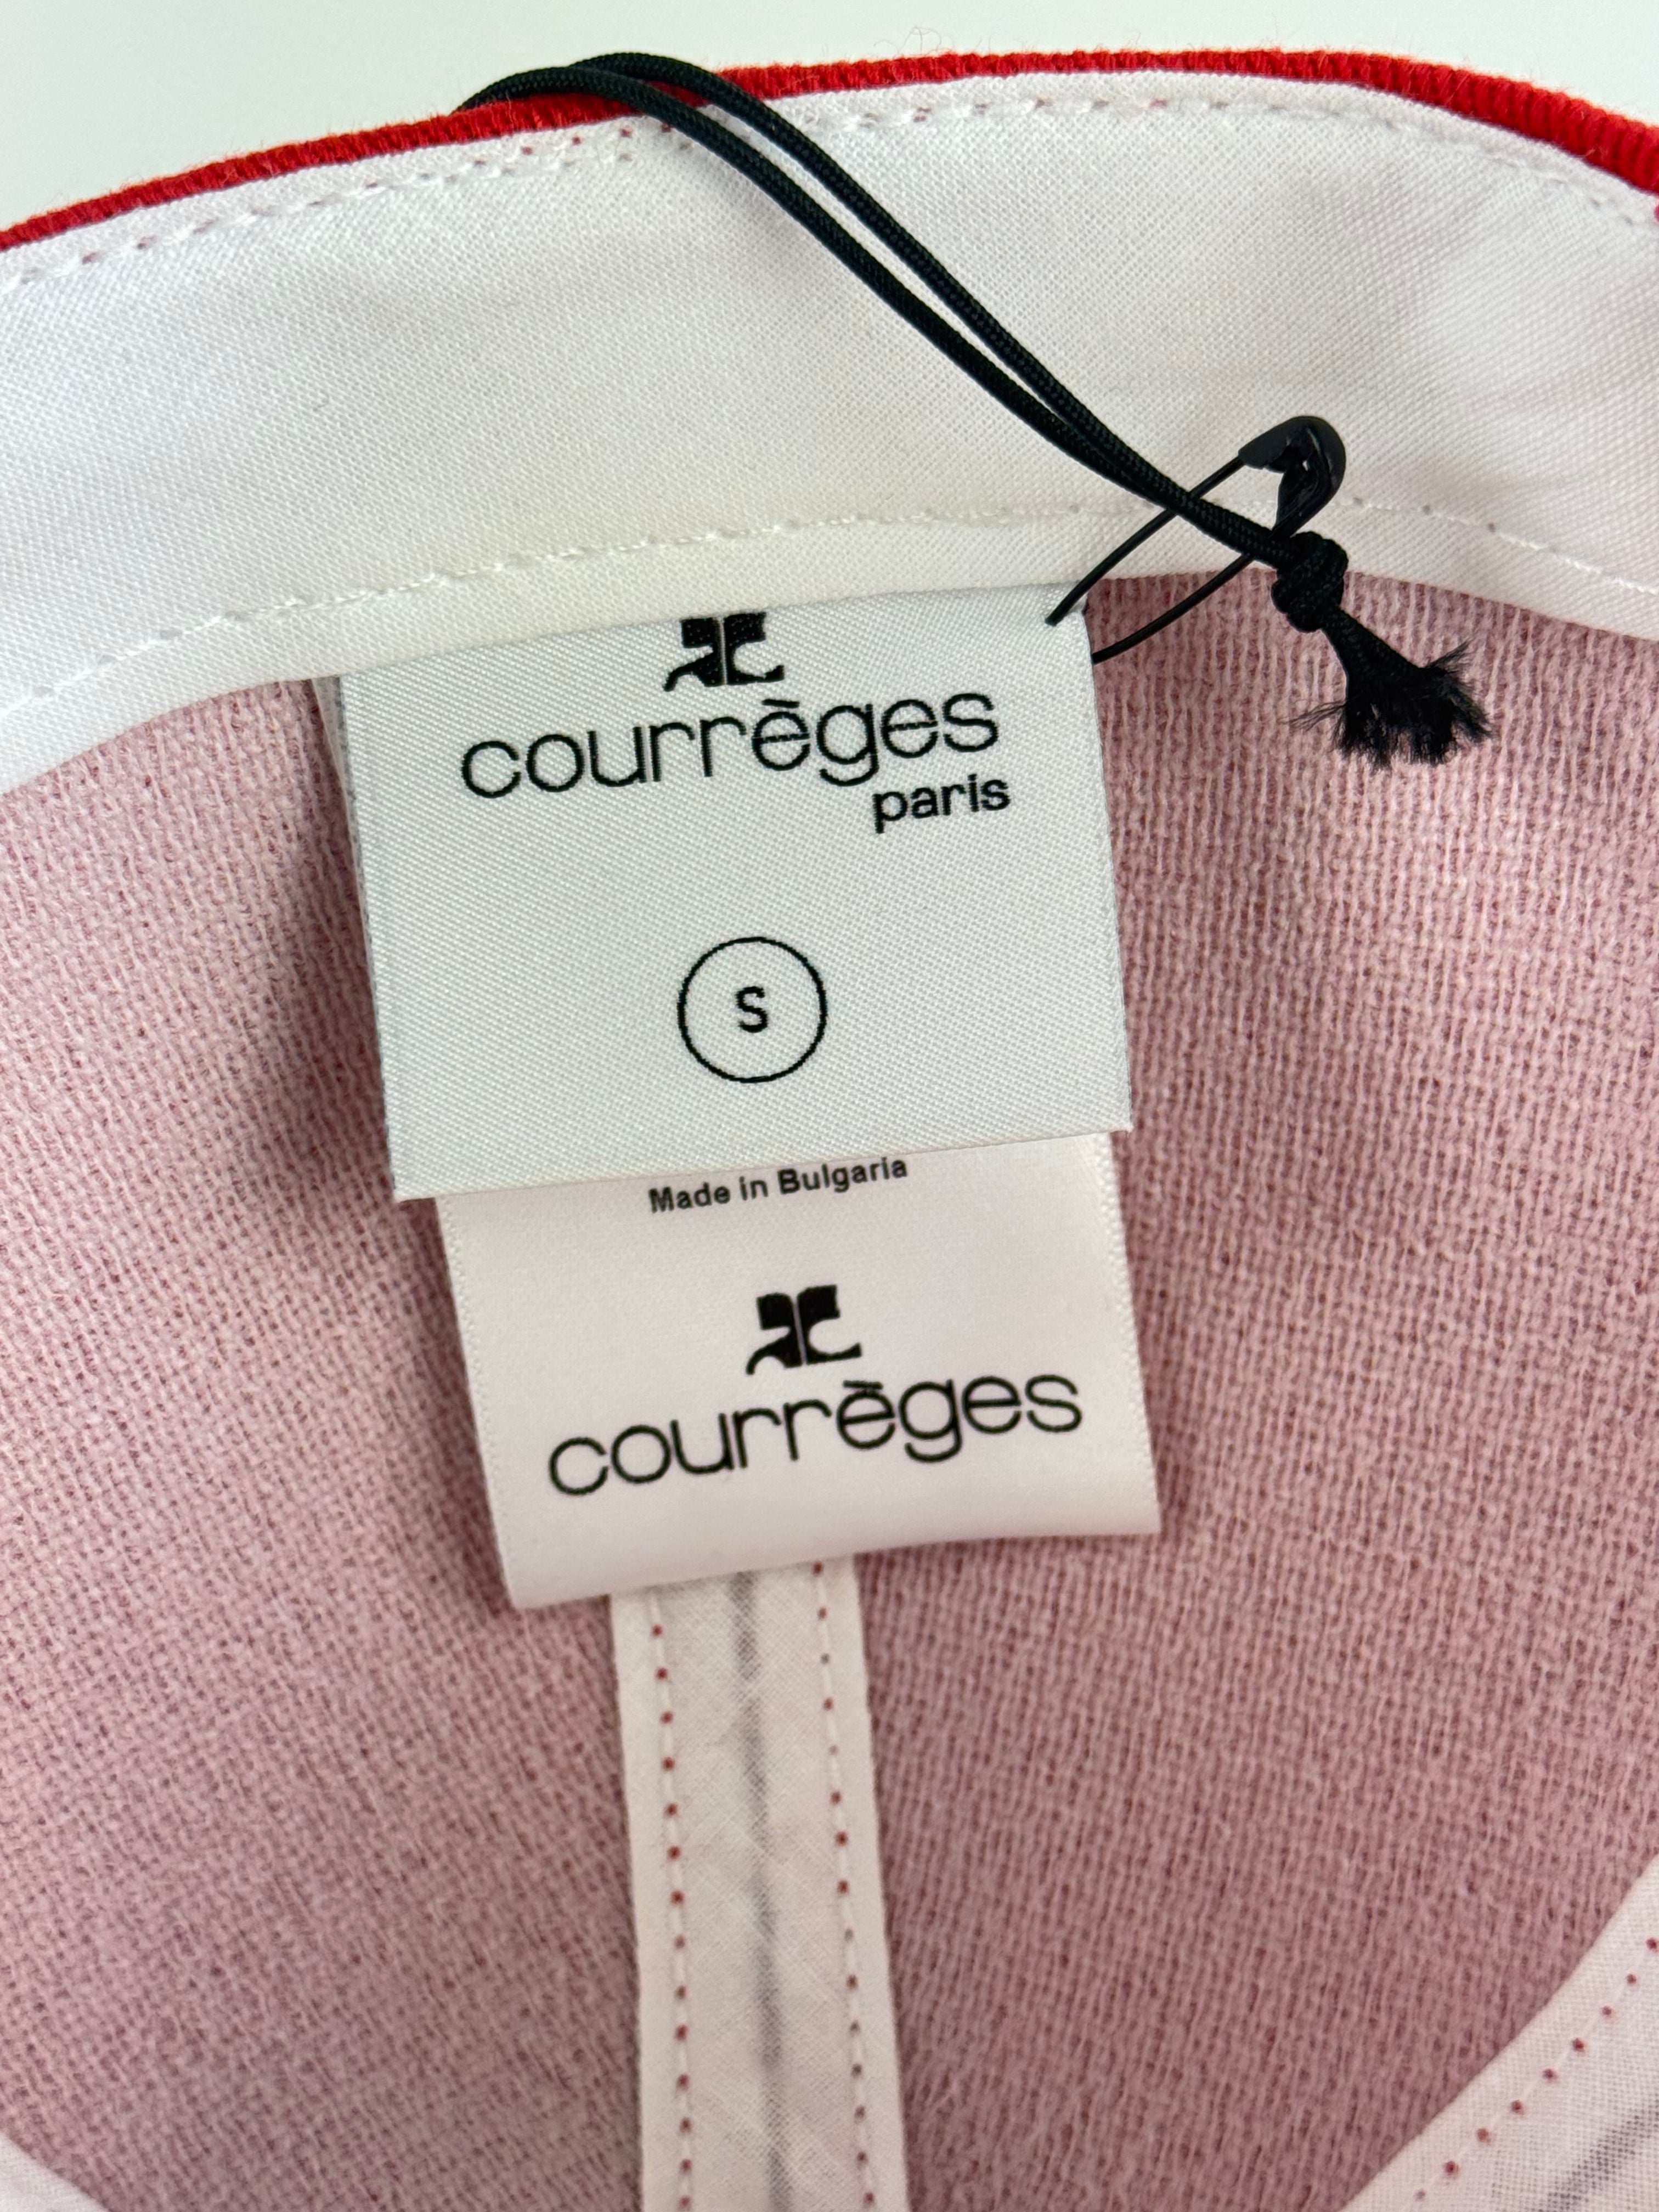 courrèges
paris
S
Made in Bulgaria
courrèges